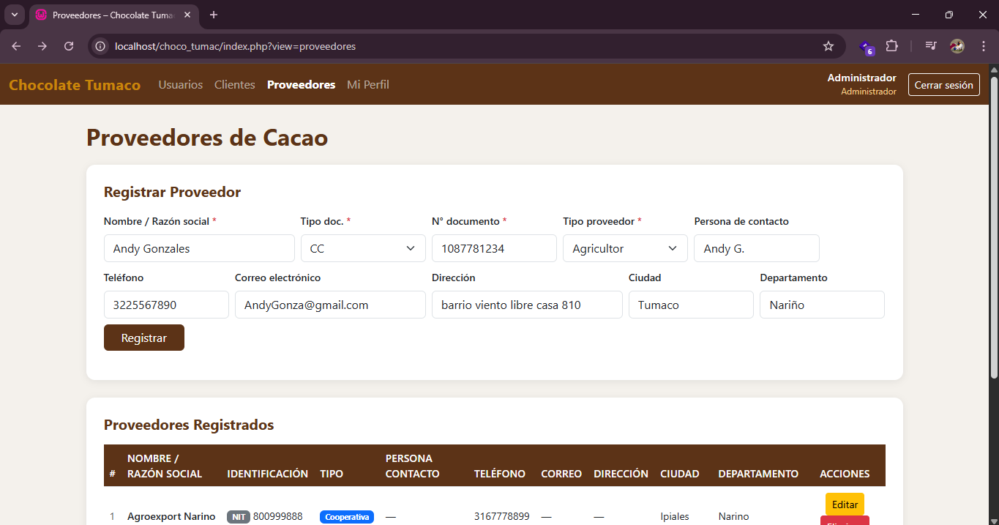 Proveedores – Chocolate Tuma
localhost/choco_tumac/index.php?view=proveedores
6
Chocolate Tumaco Usuarios Clientes Proveedores Mi Perfil Administrador Cerrar sesión
Administrador
Proveedores de Cacao
Registrar Proveedor
Nombre / Razón social * Tipo doc. * N° documento * Tipo proveedor * Persona de contacto
Andy Gonzales CC 1087781234 Agricultor Andy G.
Teléfono Correo electrónico Dirección Ciudad Departamento
3225567890 AndyGonza@gmail.com barrio viento libre casa 810 Tumaco Nariño
Registrar
Proveedores Registrados
# NOMBRE / RAZÓN SOCIAL IDENTIFICACIÓN TIPO PERSONA CONTACTO TELÉFONO CORREO DIRECCIÓN CIUDAD DEPARTAMENTO ACCIONES
1 Agroexport Narino NIT 800999888 Cooperativa — 3167778899 — — Ipiales Narino Editar